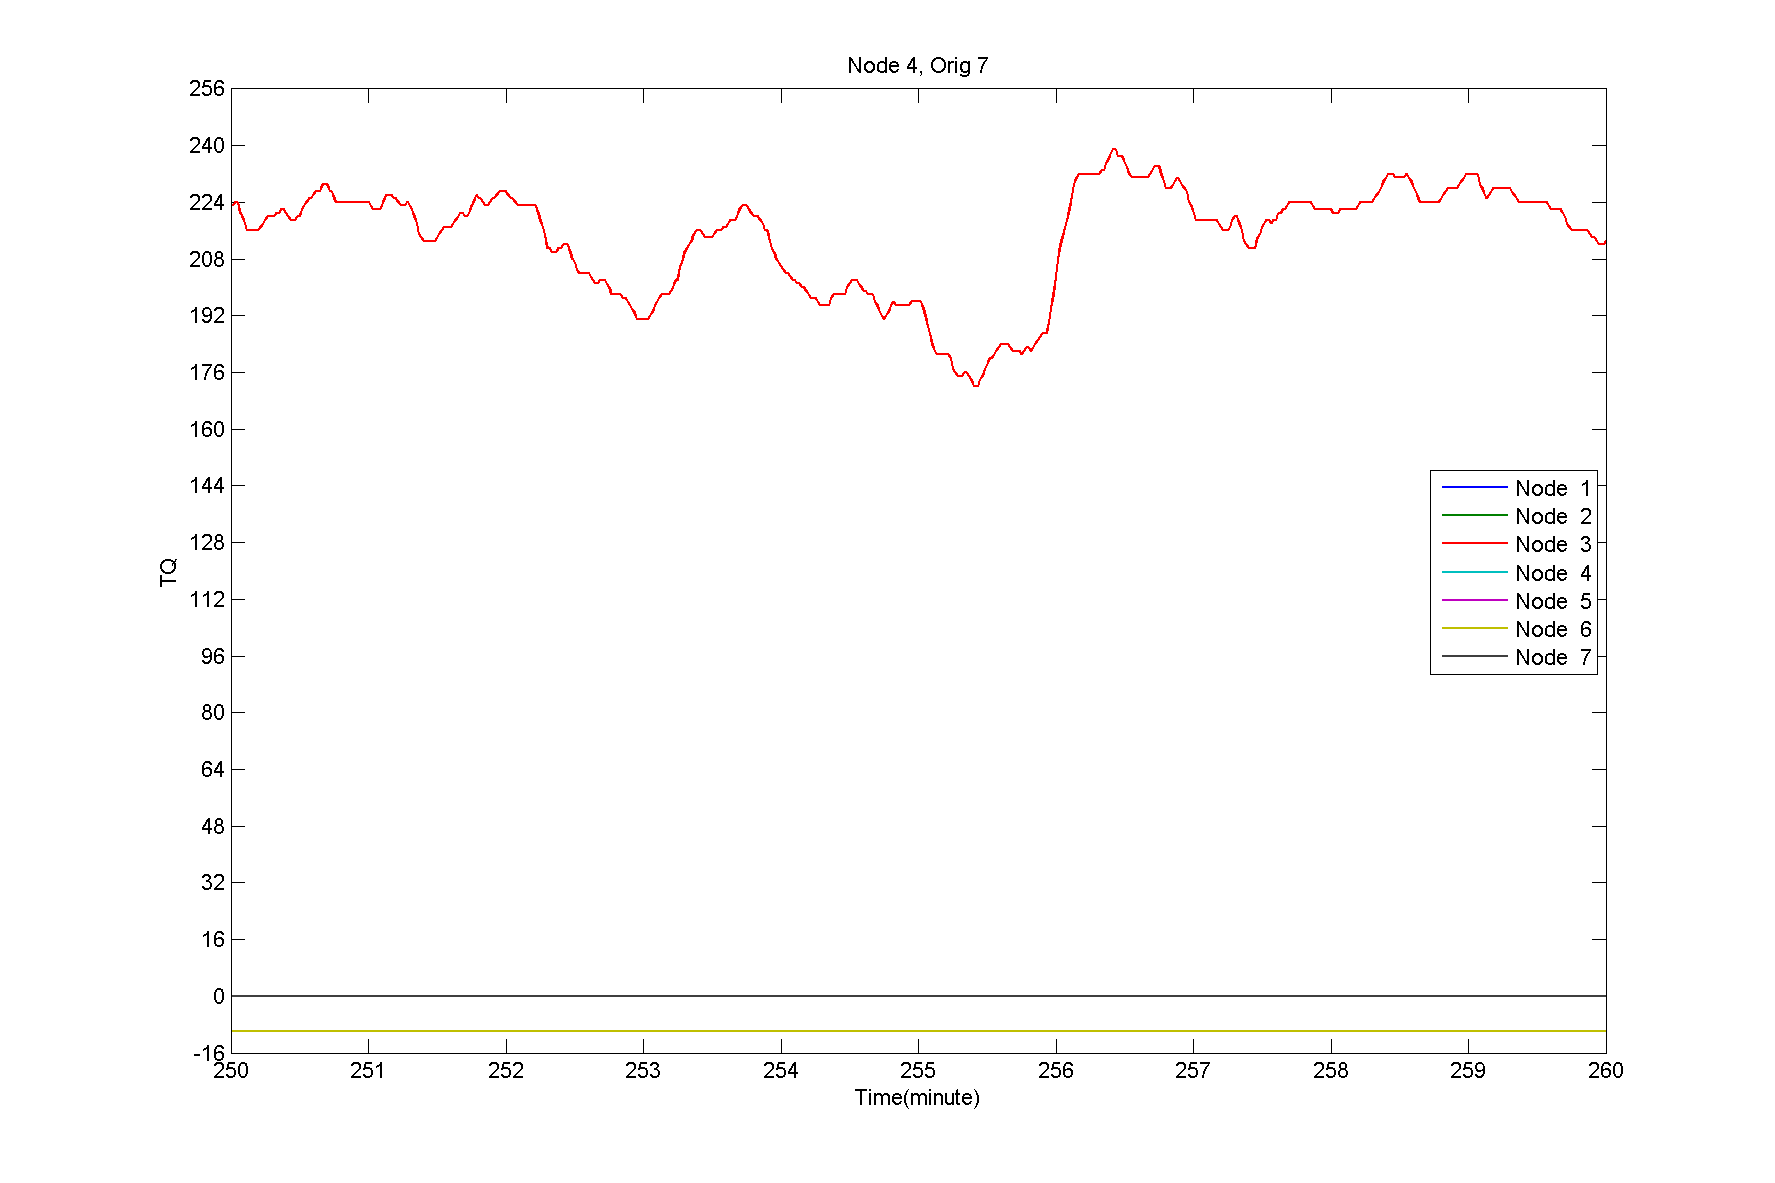 Node 4, Orig 7
256
240
224
208
192
176
160
144
128
112
96
80
64
48
32
16
0
-16
TQ
Node 1
Node 2
Node 3
Node 4
Node 5
Node 6
Node 7
250 251 252 253 254 255 256 257 258 259 260
Time(minute)